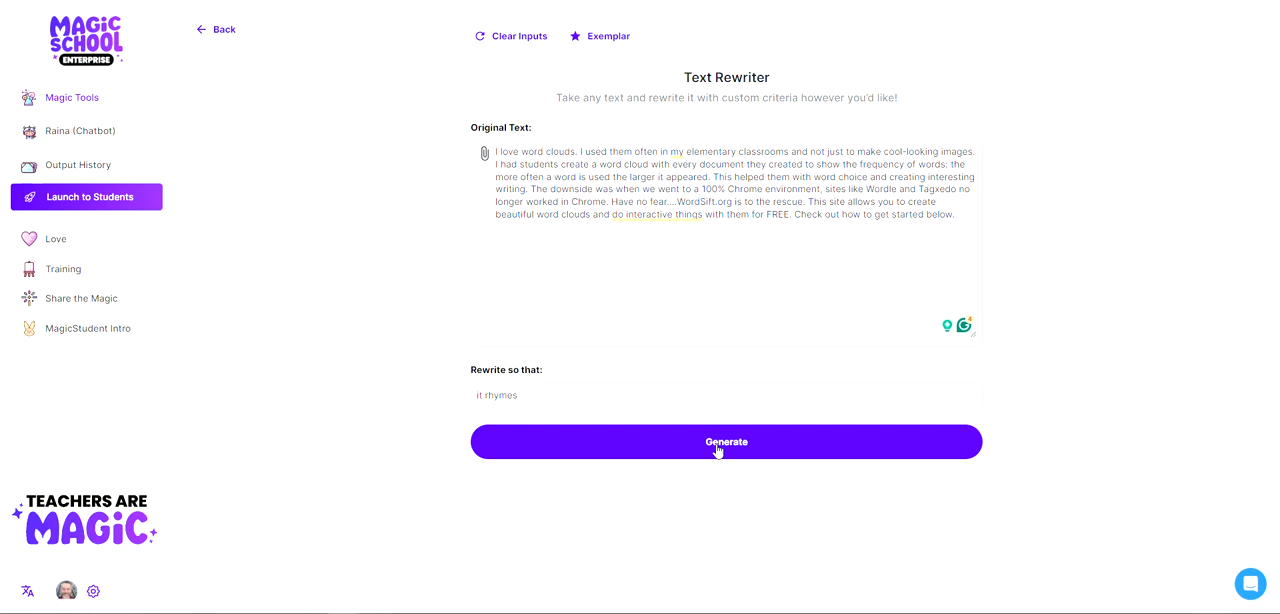 MAGIC
SCHOOL
ENTERPRISE
Back
Clear Inputs
Exemplar
Magic Tools
Raina (Chatbot)
Output History
Launch to Students
Love
Training
Share the Magic
MagicStudent Intro
TEACHERS ARE
MAGIC
Text Rewriter
Take any text and rewrite it with custom criteria however you'd like!
Original Text:
I love word clouds. I used them often in my elementary classrooms and not just to make cool-looking images.
I had students create a word cloud with every document they created to show the frequency of words: the
more often a word is used the larger it appeared. This helped them with word choice and creating interesting
writing. The downside was when we went to a 100% Chrome environment, sites like Wordle and Tagxedo no
longer worked in Chrome. Have no fear....WordSift.org is to the rescue. This site allows you to create
beautiful word clouds and do interactive things with them for FREE. Check out how to get started below.
4
Rewrite so that:
it rhymes
Generate